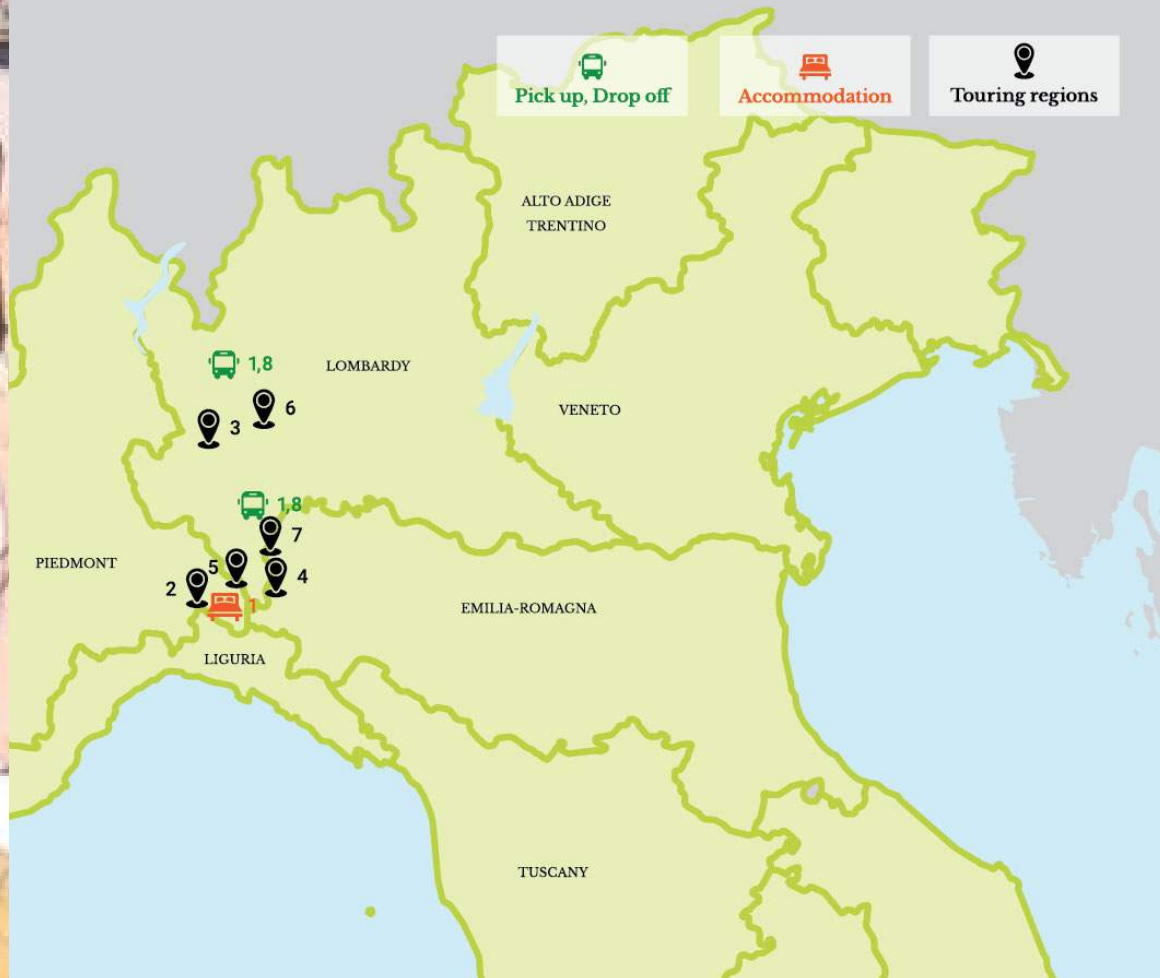 Pick up, Drop off
Accommodation
Touring regions
ALTO ADIGE
TRENTINO
1,8
LOMBARDY
6
3
VENETO
1,8
7
PIEDMONT
5
4
2
1
EMILIA-ROMAGNA
LIGURIA
TUSCANY